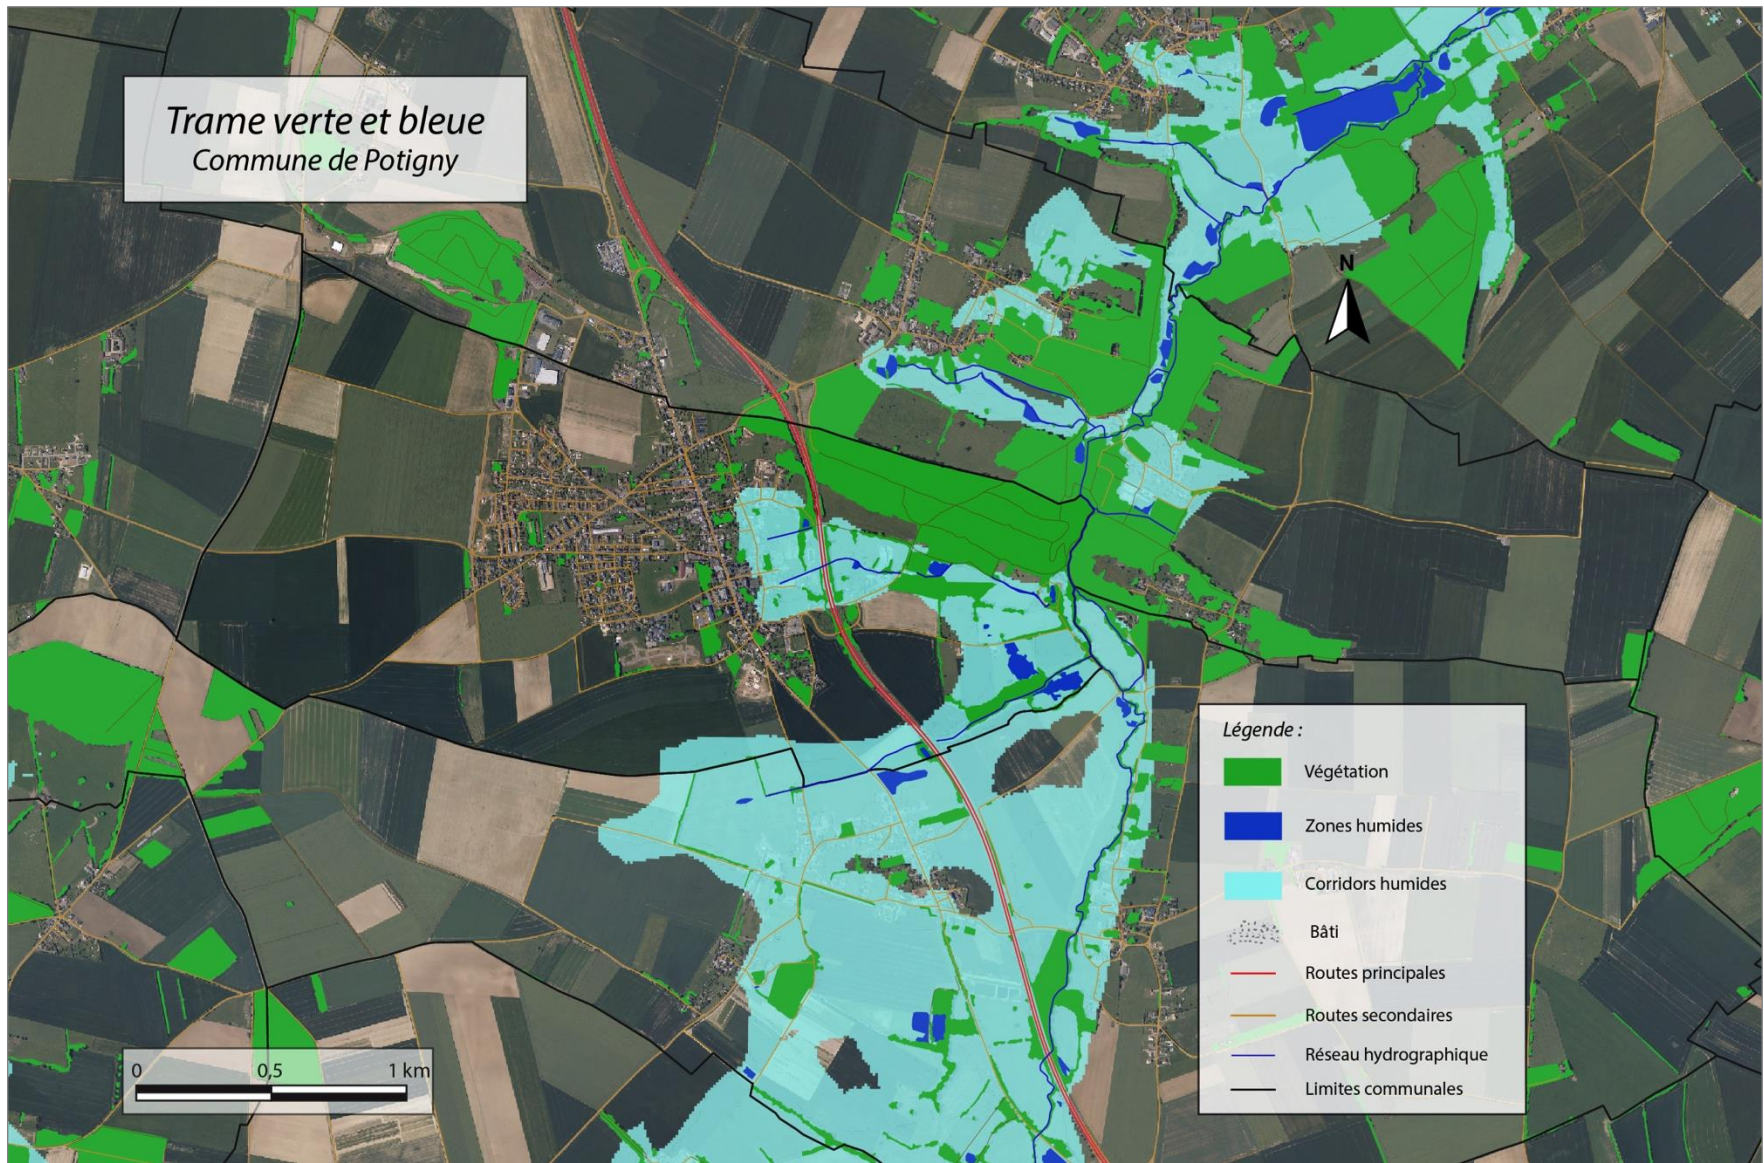 Trame verte et bleue
Commune de Potigny
N
Légende :
Végétation
Zones humides
Corridors humides
Bâti
Routes principales
Routes secondaires
Réseau hydrographique
Limites communales
0 0,5 1 km